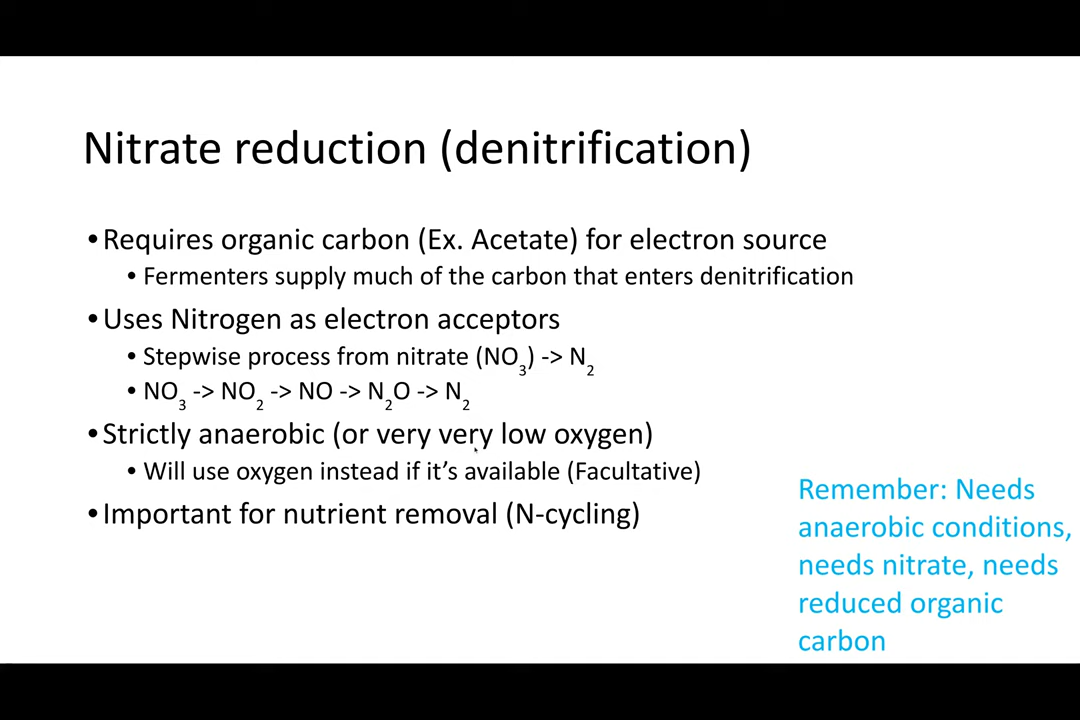 Nitrate reduction (denitrification)
•Requires organic carbon (Ex. Acetate) for electron source
• Fermenters supply much of the carbon that enters denitrification
•Uses Nitrogen as electron acceptors
• Stepwise process from nitrate (NO3) -> N2
• NO3 -> NO2 -> NO -> N2O -> N2
•Strictly anaerobic (or very very low oxygen)
• Will use oxygen instead if it’s available (Facultative)
•Important for nutrient removal (N-cycling)
Remember: Needs
anaerobic conditions,
needs nitrate, needs
reduced organic
carbon